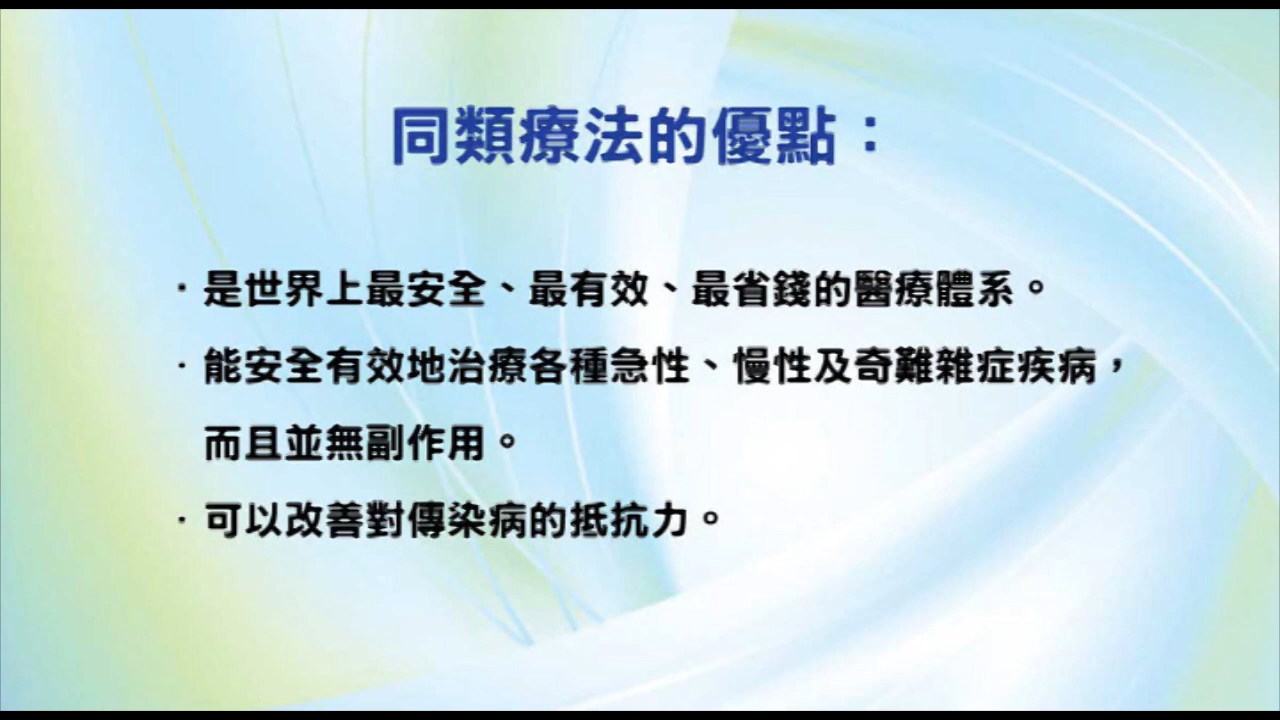 同類療法的優點：
·是世界上最安全、最有效、最省錢的醫療體系。
·能安全有效地治療各種急性、慢性及奇難雜症疾病，
而且並無副作用。
·可以改善對傳染病的抵抗力。